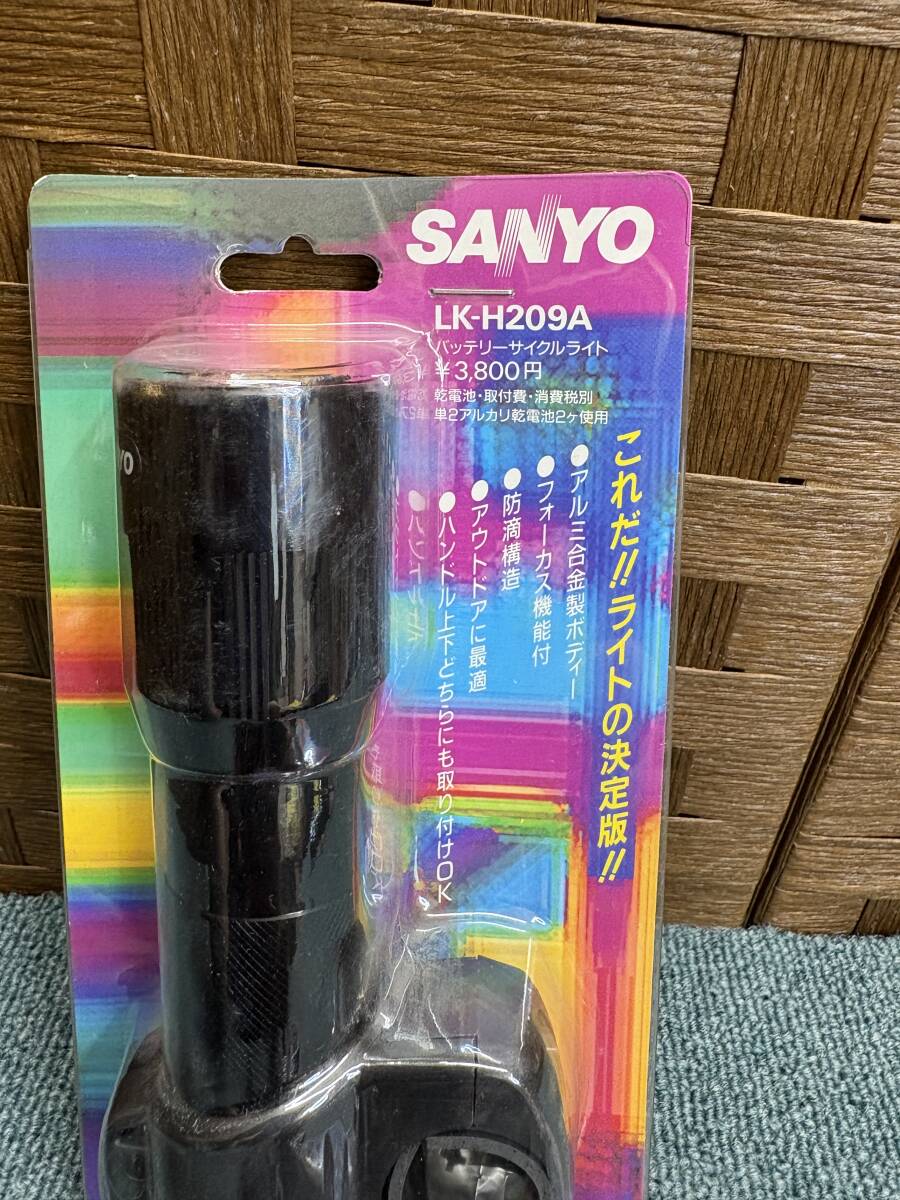 SANYO
LK-H209A
バッテリーサイクルライト
¥3,800円
乾電池・取付費・消費税別
単2アルカリ乾電池2ヶ使用
これだ!!ライトの決定版!!
●アルミ合金製ボディー
●フォーカス機能付
●防滴構造
●アウトドアに最適
●ハンドル上下どちらにも取り付けOK
YO